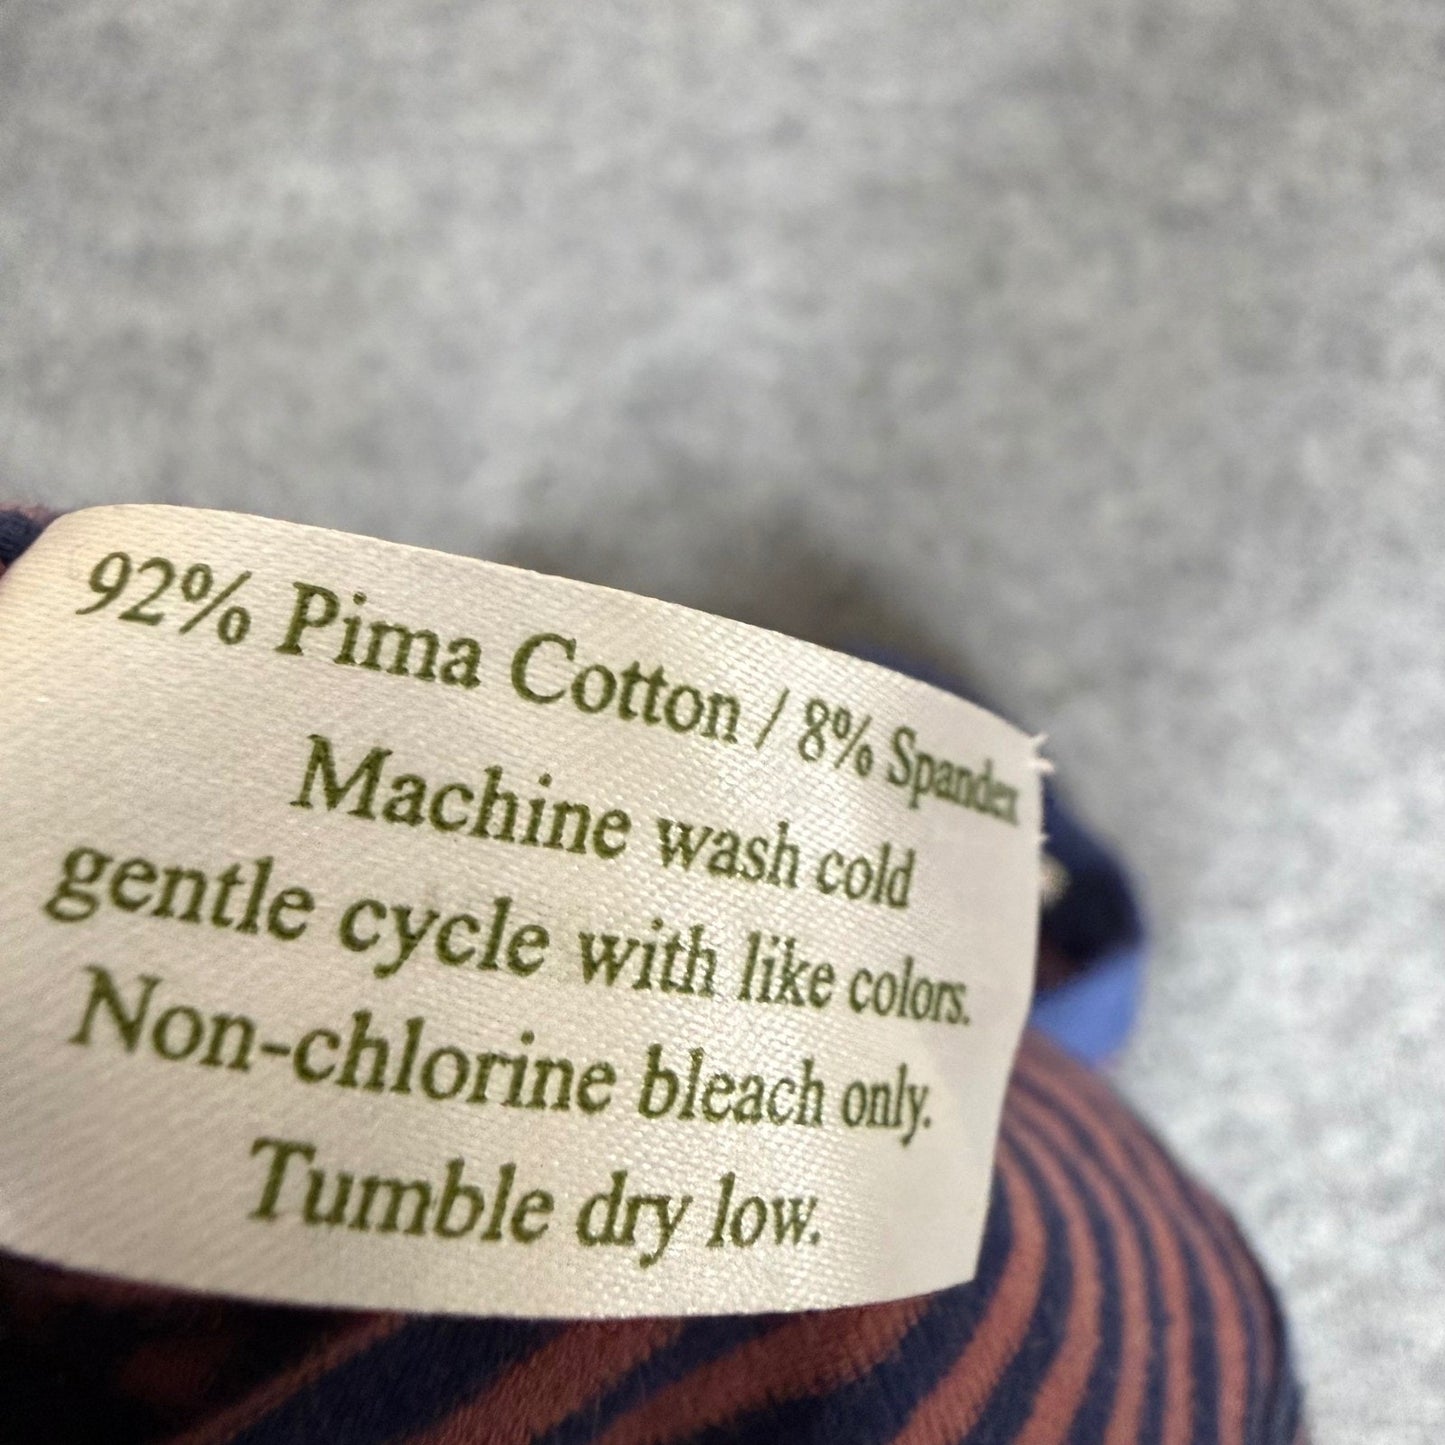 92% Pima Cotton / 8% Spandex
Machine wash cold
gentle cycle with like colors.
Non-chlorine bleach only.
Tumble dry low.